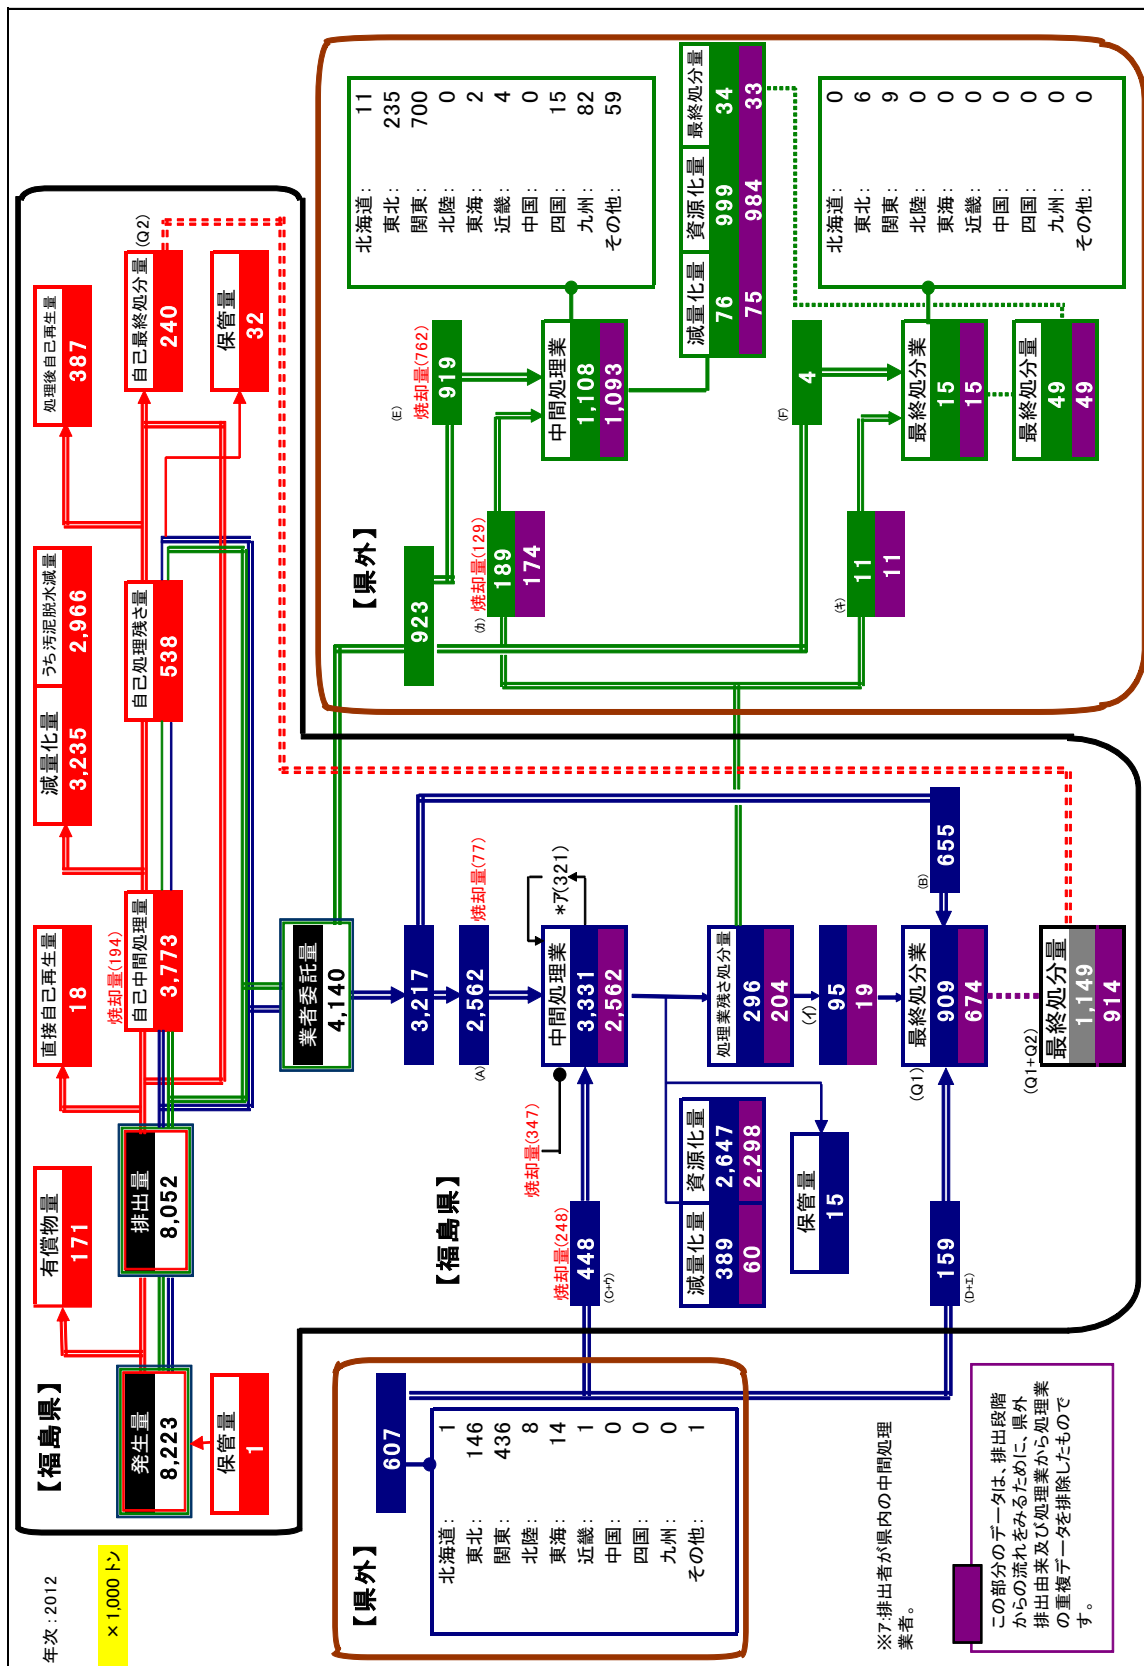 年次:2012
×1,000トン
【福島県】
発生量
8,223
保管量
1
有償物量
171
排出量
8,052
直接自己再生量
18
焼却量(194)
自己中間処理量
3,773
減量化量
うち汚泥脱水減量
3,235
2,966
自己処理残さ量
538
処理後自己再生量
387
自己最終処分量
(Q2)
240
保管量
32
業者委託量
4,140
【県外】
607
北海道: 1
東北: 146
関東: 436
北陸: 8
東海: 14
近畿: 1
中国: 0
四国: 0
九州: 0
その他: 1
【福島県】
3,217
(A)
2,562
焼却量(77)
焼却量(248)
448
(C+ウ)
焼却量(347)
中間処理業
3,331
2,562
*ア(321)
減量化量
資源化量
389
2,647
60
2,298
処理業残さ処分量
296
204
保管量
15
(イ)
95
19
(B)
655
159
(D+エ)
(Q1)
最終処分業
909
674
(Q1+Q2)
最終処分量
1,149
914
【県外】
923
(E)
焼却量(762)
919
(カ)
焼却量(129)
189
174
中間処理業
1,108
1,093
北海道: 11
東北: 235
関東: 700
北陸: 0
東海: 2
近畿: 4
中国: 0
四国: 15
九州: 82
その他: 59
減量化量
資源化量
最終処分量
76
999
34
75
984
33
(F)
4
(キ)
11
11
最終処分業
15
15
北海道: 0
東北: 6
関東: 9
北陸: 0
東海: 0
近畿: 0
中国: 0
四国: 0
九州: 0
その他: 0
最終処分量
49
49
※ア:排出者が県内の中間処理
業者。
この部分のデータは、排出段階
からの流れをみるために、県外
排出由来及び処理業から処理業
の重複データを排除したもので
す。